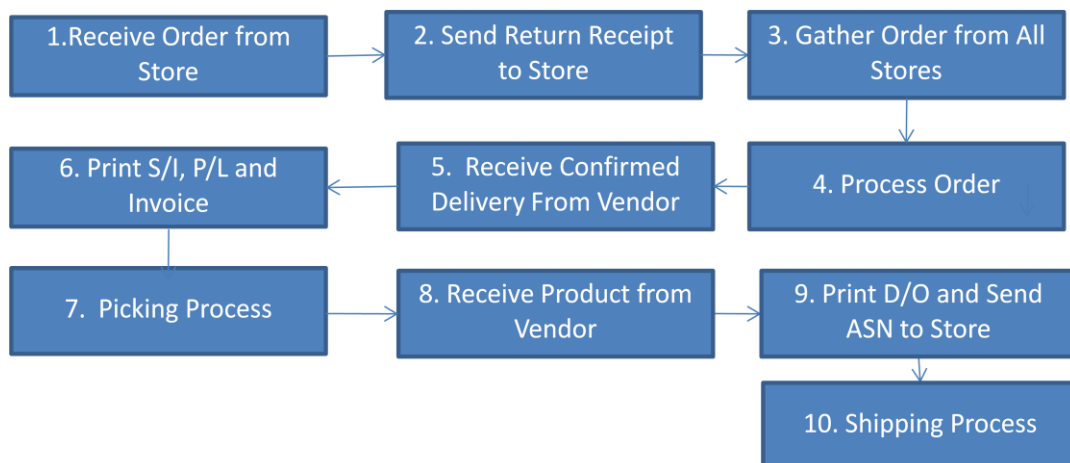 1.Receive Order from
Store
2. Send Return Receipt
to Store
3. Gather Order from All
Stores
4. Process Order
5.  Receive Confirmed
Delivery From Vendor
6. Print S/I, P/L and
Invoice
7.  Picking Process
8. Receive Product from
Vendor
9. Print D/O and Send
ASN to Store
10. Shipping Process